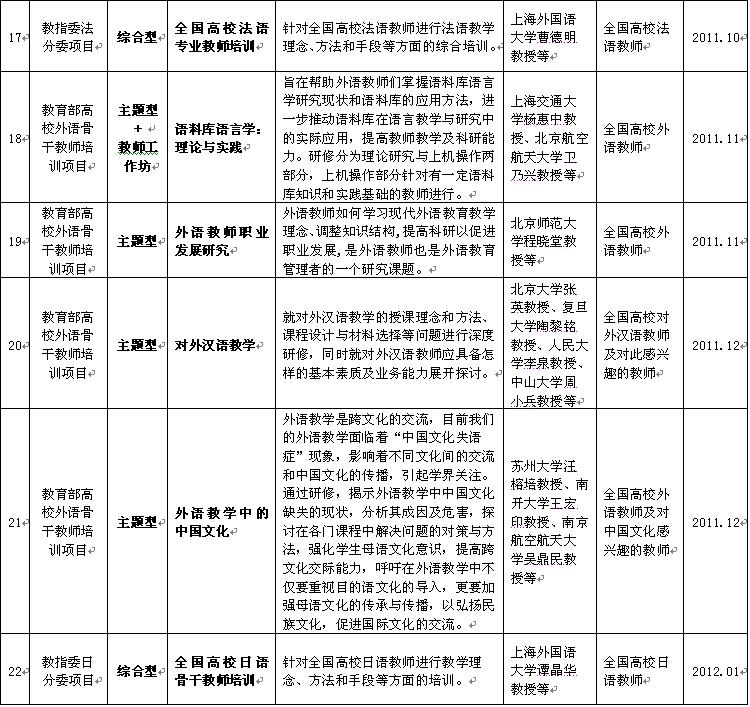 17
教指委法
分委项目
综合型
全国高校法语
专业教师培训
针对全国高校法语教师进行法语教学
理念、方法和手段等方面的综合培训。
上海外国语
大学曹德明
教授等
全国高校法
语教师
2011.10
18
教育部高
校外语骨
干教师培
训项目
主题型
+
教师工
作坊
语料库语言学:
理论与实践
旨在帮助外语教师们掌握语料库语言
学研究现状和语料库的应用方法，进
一步推动语料库在语言教学与研究中
的实际应用，提高教师教学及科研能
力。研修分为理论研究与上机操作两
部分，上机操作部分针对有一定语料
库知识和实践基础的教师进行。
上海交通大
学杨惠中教
授、北京航空
航天大学卫
乃兴教授等
全国高校外
语教师
2011.11
19
教育部高
校外语骨
干教师培
训项目
主题型
外语教师职业
发展研究
外语教师如何学习现代外语教育教学
理念、调整知识结构,提高科研以促进
职业发展,是外语教师也是外语教育
管理者的一个研究课题。
北京师范大
学程晓堂教
授等
全国高校外
语教师
2011.11
20
教育部高
校外语骨
干教师培
训项目
主题型
对外汉语教学
就对外汉语教学的授课理念和方法、
课程设计与材料选择等问题进行深度
研修，同时就对外汉语教师应具备怎
样的基本素质及业务能力展开探讨。
北京大学张
英教授、复旦
大学陶黎铭
教授、人民大
学李泉教授、
中山大学周
小兵教授等
全国高校对
外汉语教师
及对此感兴
趣的教师
2011.12
21
教育部高
校外语骨
干教师培
训项目
主题型
外语教学中的
中国文化
外语教学是跨文化的交流，目前我们
的外语教学面临着“中国文化失语
症”现象，影响着不同文化间的交流
和中国文化的传播，引起学界关注。
通过研修，揭示外语教学中中国文化
缺失的现状，分析其成因及危害，探
讨在各门课程中解决问题的对策与方
法，强化学生母语文化意识，提高跨
文化交际能力，呼吁在外语教学中不
仅要重视目的语文化的导入，更要加
强母语文化的传承与传播，以弘扬民
族文化，促进国际文化的交流。
苏州大学汪
榕培教授、南
开大学王宏
印教授、南京
航空航天大
学吴鼎民教
授等
全国高校外
语教师及对
中国文化感
兴趣的教师
2011.12
22
教指委日
分委项目
综合型
全国高校日语
骨干教师培训
针对全国高校日语教师进行教学理
念、方法和手段等方面的培训。
上海外国语
大学谭晶华
教授等
全国高校日
语教师
2012.01